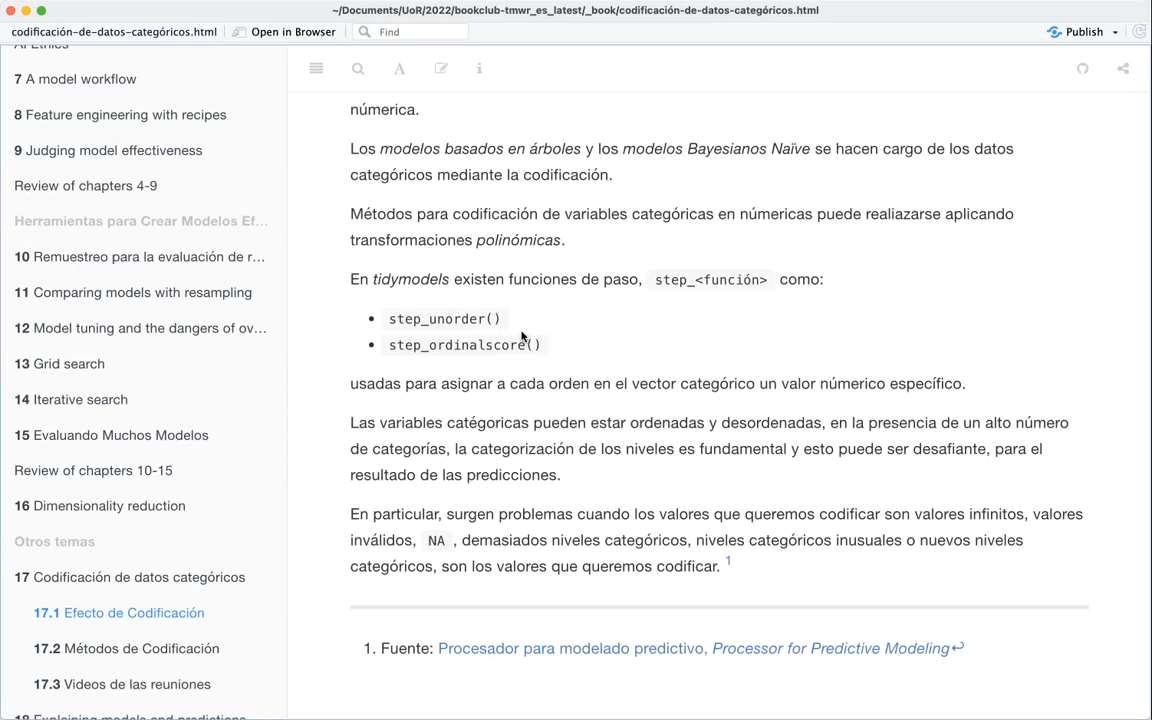 ~/Documents/UoR/2022/bookclub-tmwr_es_latest/_book/codificación-de-datos-categóricos.html
codificación-de-datos-categóricos.html
Open in Browser
Find
Publish
AI Ethics
7 A model workflow
8 Feature engineering with recipes
9 Judging model effectiveness
Review of chapters 4-9
Herramientas para Crear Modelos Ef…
10 Remuestreo para la evaluación de r…
11 Comparing models with resampling
12 Model tuning and the dangers of ov…
13 Grid search
14 Iterative search
15 Evaluando Muchos Modelos
Review of chapters 10-15
16 Dimensionality reduction
Otros temas
17 Codificación de datos categóricos
17.1 Efecto de Codificación
17.2 Métodos de Codificación
17.3 Videos de las reuniones
18 Explaining models and predictions
númerica.
Los modelos basados en árboles y los modelos Bayesianos Naïve se hacen cargo de los datos
categóricos mediante la codificación.
Métodos para codificación de variables categóricas en númericas puede realiazarse aplicando
transformaciones polinómicas.
En tidymodels existen funciones de paso, step_<función> como:
• step_unorder()
• step_ordinalscore()
usadas para asignar a cada orden en el vector categórico un valor númerico específico.
Las variables catégoricas pueden estar ordenadas y desordenadas, en la presencia de un alto número
de categorías, la categorización de los niveles es fundamental y esto puede ser desafiante, para el
resultado de las predicciones.
En particular, surgen problemas cuando los valores que queremos codificar son valores infinitos, valores
inválidos, NA , demasiados niveles categóricos, niveles categóricos inusuales o nuevos niveles
categóricos, son los valores que queremos codificar. 1
1. Fuente: Procesador para modelado predictivo, Processor for Predictive Modeling↩